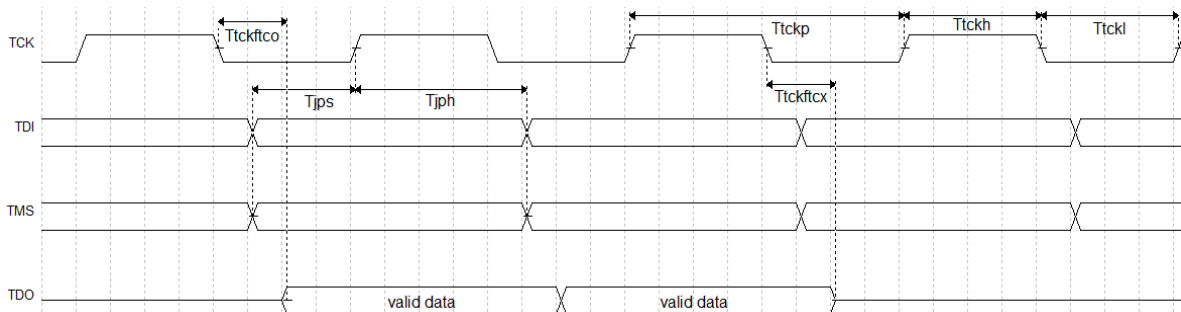 TCK
Ttckftco
Ttckp
Ttckh
Ttckl
Tjps
Tjph
Ttckftcx
TDI
TMS
TDO
valid data
valid data